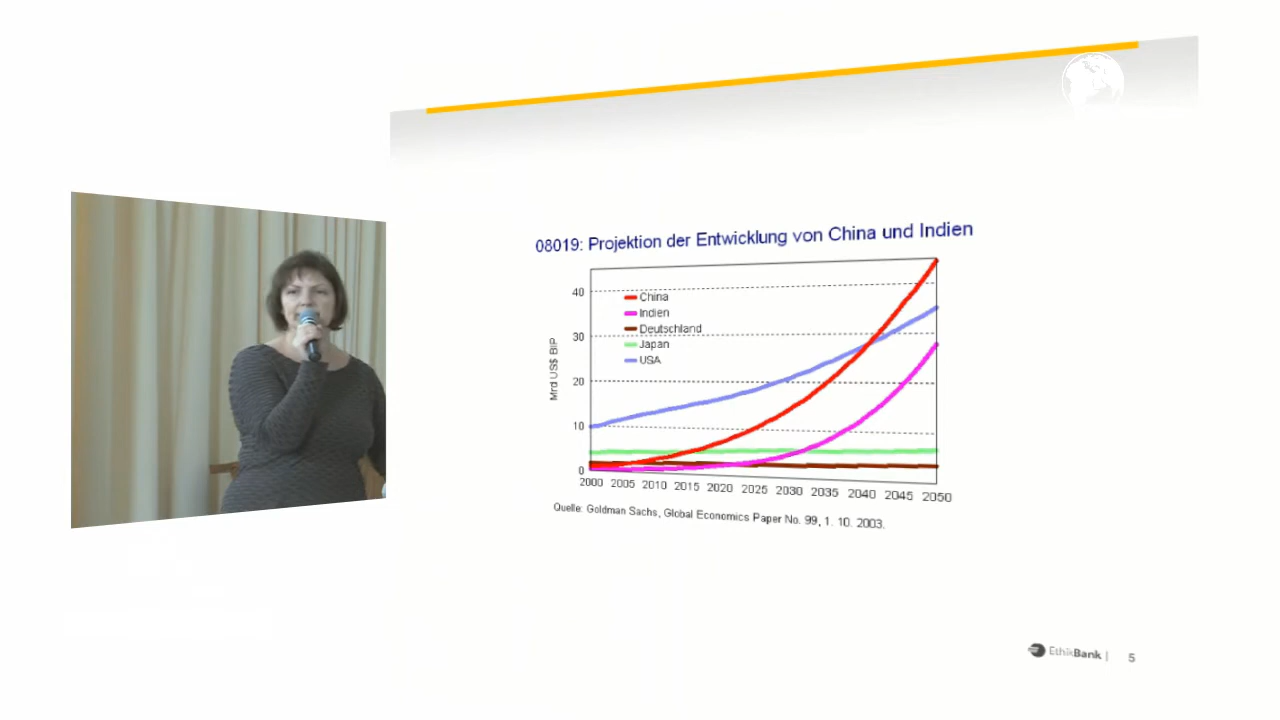 08019: Projektion der Entwicklung von China und Indien
Mrd US$ BIP
40
30
20
10
0
China
Indien
Deutschland
Japan
USA
2000 2005 2010 2015 2020 2025 2030 2035 2040 2045 2050
Quelle: Goldman Sachs, Global Economics Paper No. 99, 1. 10. 2003.
EthikBank | 5